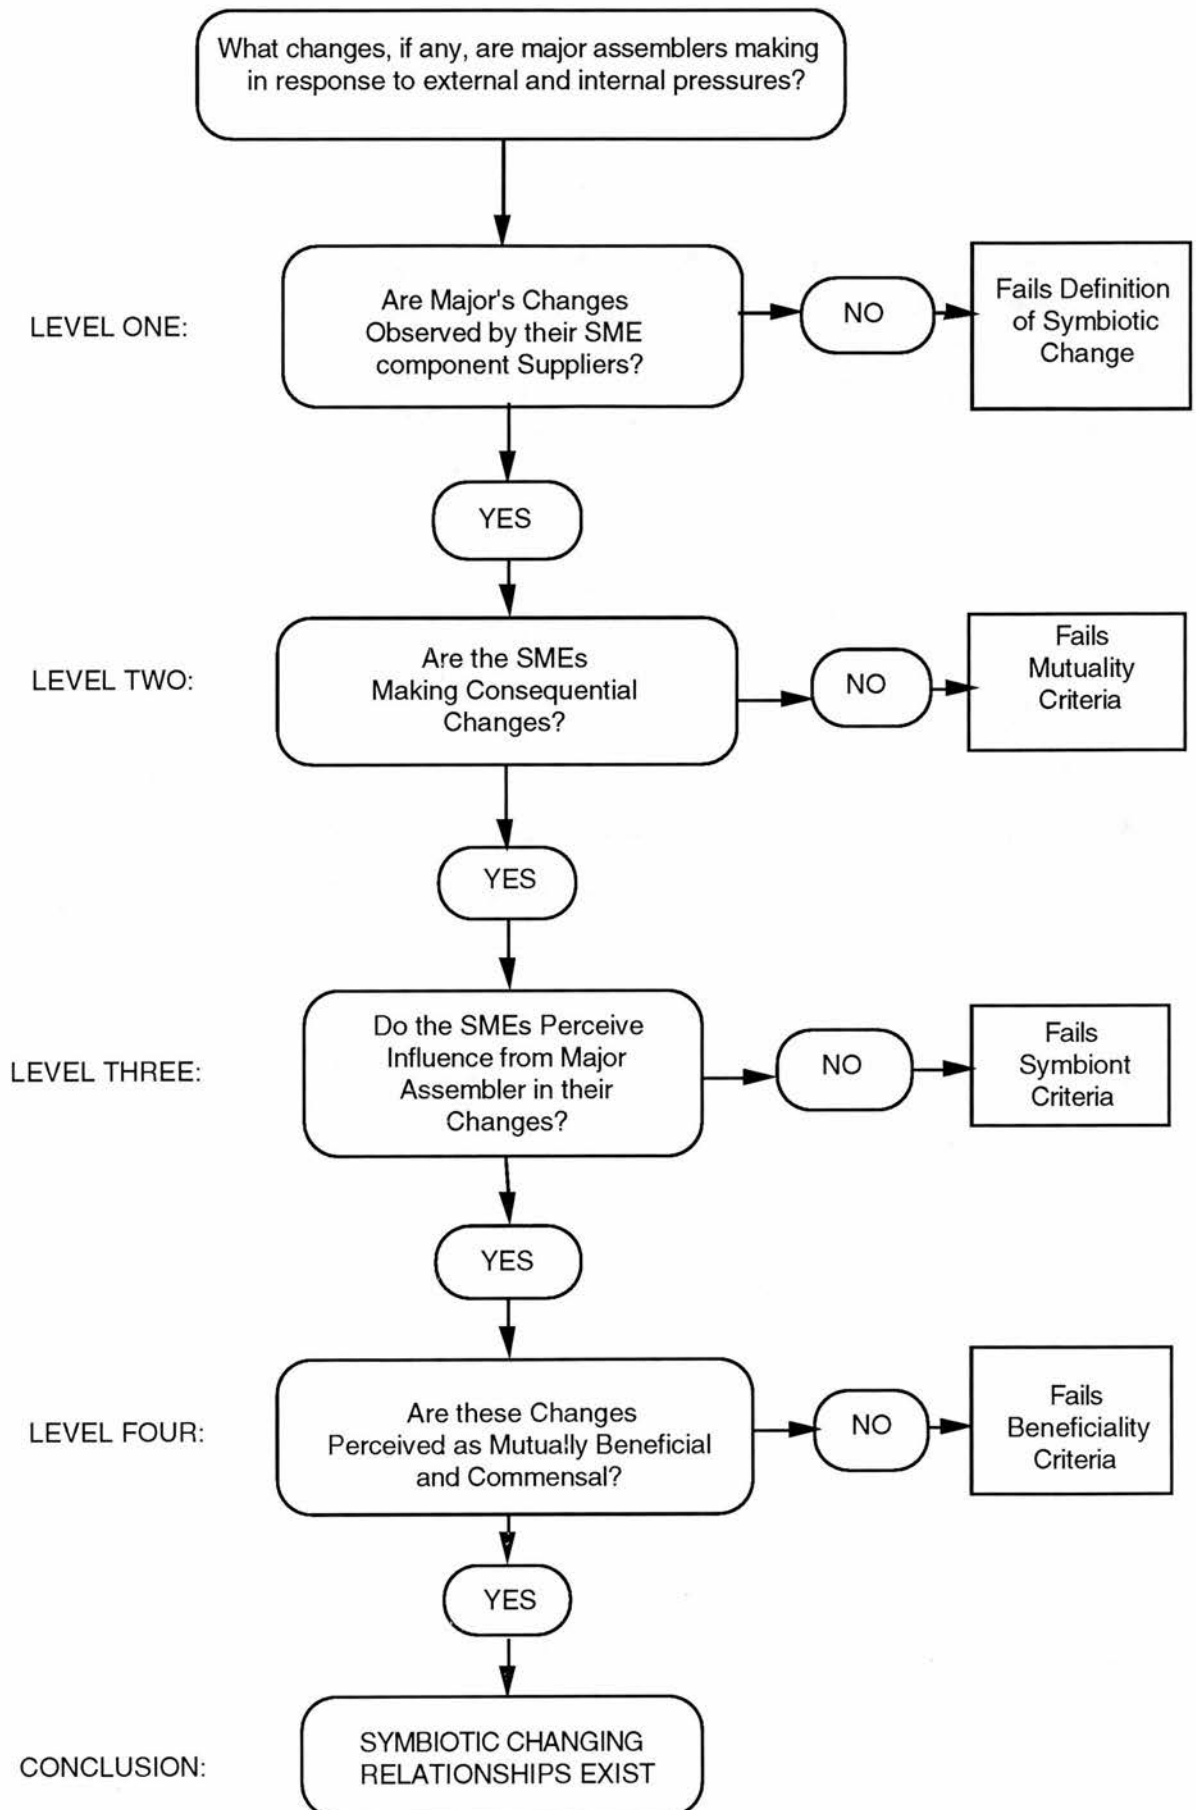 What changes, if any, are major assemblers making
in response to external and internal pressures?
LEVEL ONE:
Are Major's Changes
Observed by their SME
component Suppliers?
NO
Fails Definition
of Symbiotic
Change
YES
LEVEL TWO:
Are the SMEs
Making Consequential
Changes?
NO
Fails
Mutuality
Criteria
YES
LEVEL THREE:
Do the SMEs Perceive
Influence from Major
Assembler in their
Changes?
NO
Fails
Symbiont
Criteria
YES
LEVEL FOUR:
Are these Changes
Perceived as Mutually Beneficial
and Commensal?
NO
Fails
Beneficiality
Criteria
YES
CONCLUSION:
SYMBIOTIC CHANGING
RELATIONSHIPS EXIST